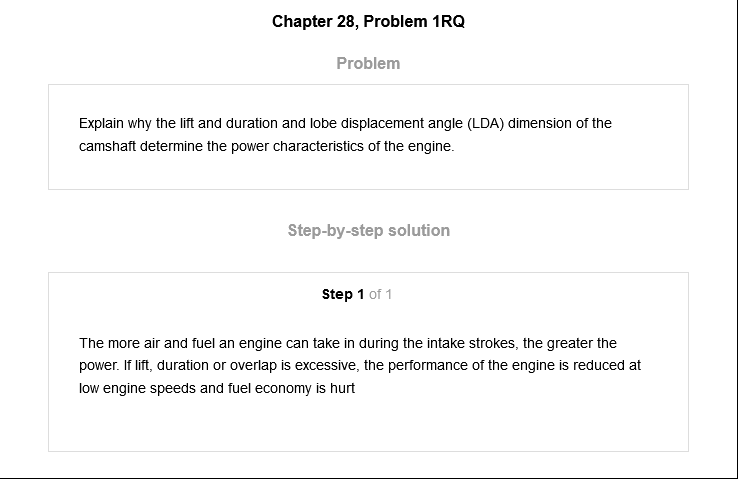 Chapter 28, Problem 1RQ
Problem
Explain why the lift and duration and lobe displacement angle (LDA) dimension of the
camshaft determine the power characteristics of the engine.
Step-by-step solution
Step 1 of 1
The more air and fuel an engine can take in during the intake strokes, the greater the
power. If lift, duration or overlap is excessive, the performance of the engine is reduced at
low engine speeds and fuel economy is hurt